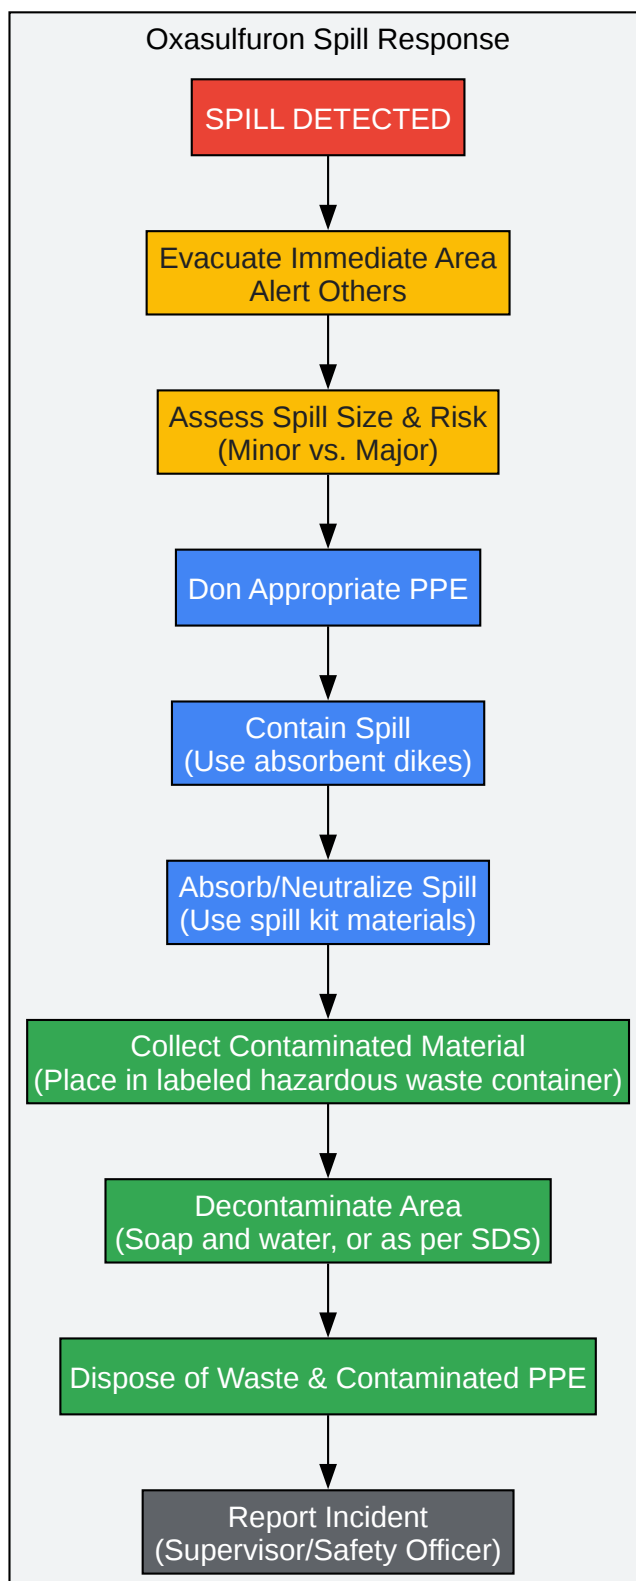 Oxasulfuron Spill Response
SPILL DETECTED
Evacuate Immediate Area
Alert Others
Assess Spill Size & Risk
(Minor vs. Major)
Don Appropriate PPE
Contain Spill
(Use absorbent dikes)
Absorb/Neutralize Spill
(Use spill kit materials)
Collect Contaminated Material
(Place in labeled hazardous waste container)
Decontaminate Area
(Soap and water, or as per SDS)
Dispose of Waste & Contaminated PPE
Report Incident
(Supervisor/Safety Officer)